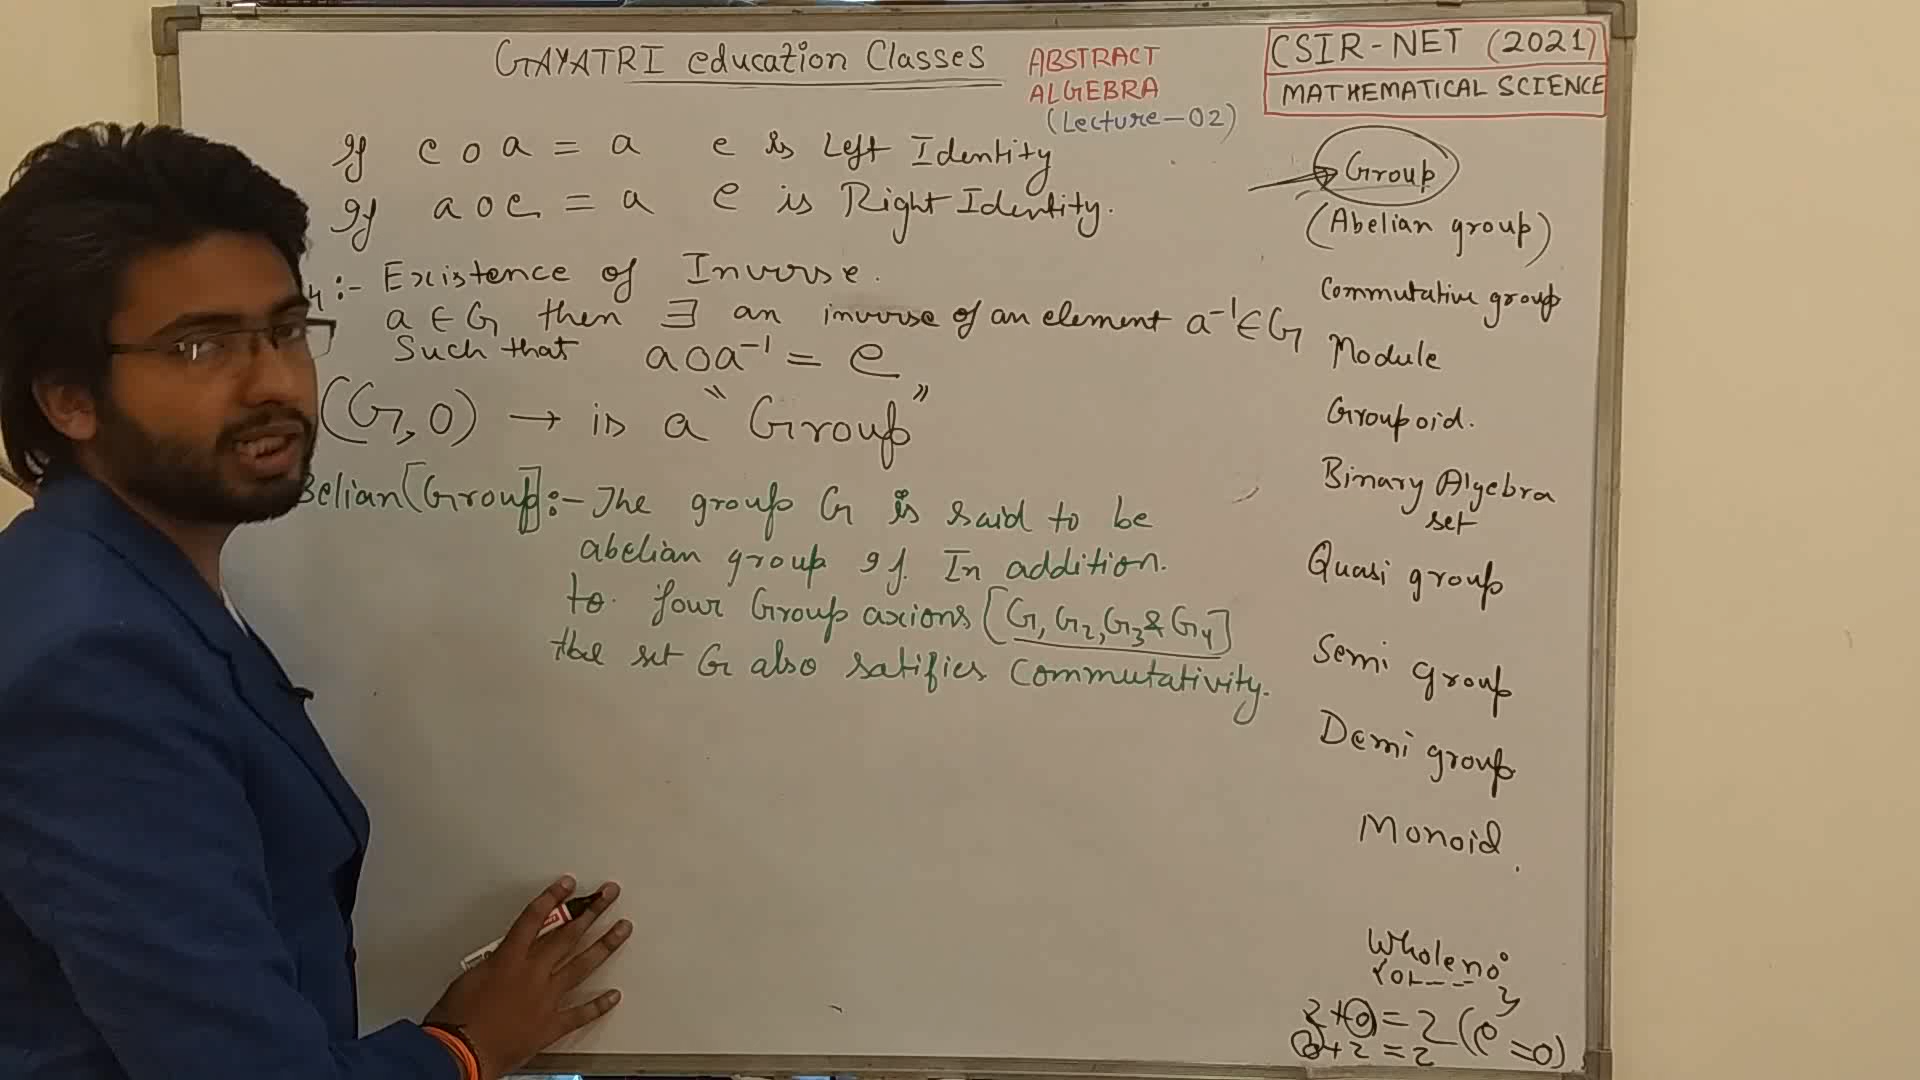 GAYATRI education Classes
ABSTRACT
ALGEBRA
(Lecture-02)
CSIR-NET (2021)
MATHEMATICAL SCIENCE
If e o a = a e is Left Identity
If a o e = a e is Right Identity.
4:- Existence of Inverse.
a ∈ G then ∃ an inverse of an element a⁻¹ ∈ G
Such that a o a⁻¹ = e
(G, o) → is a "Group"
Belian [Group]:- The group G is said to be
abelian group If. In addition.
to. four Group axions [G1, G2, G3 & G4]
the set G also satifies Commutativity.
Group
(Abelian group)
Commutative group
Module
Groupoid.
Binary Algebra
set
Quasi group
Semi group
Demi group
Monoid.
Whole no
{01---}
2+0=2 (e=0)
0+2=2